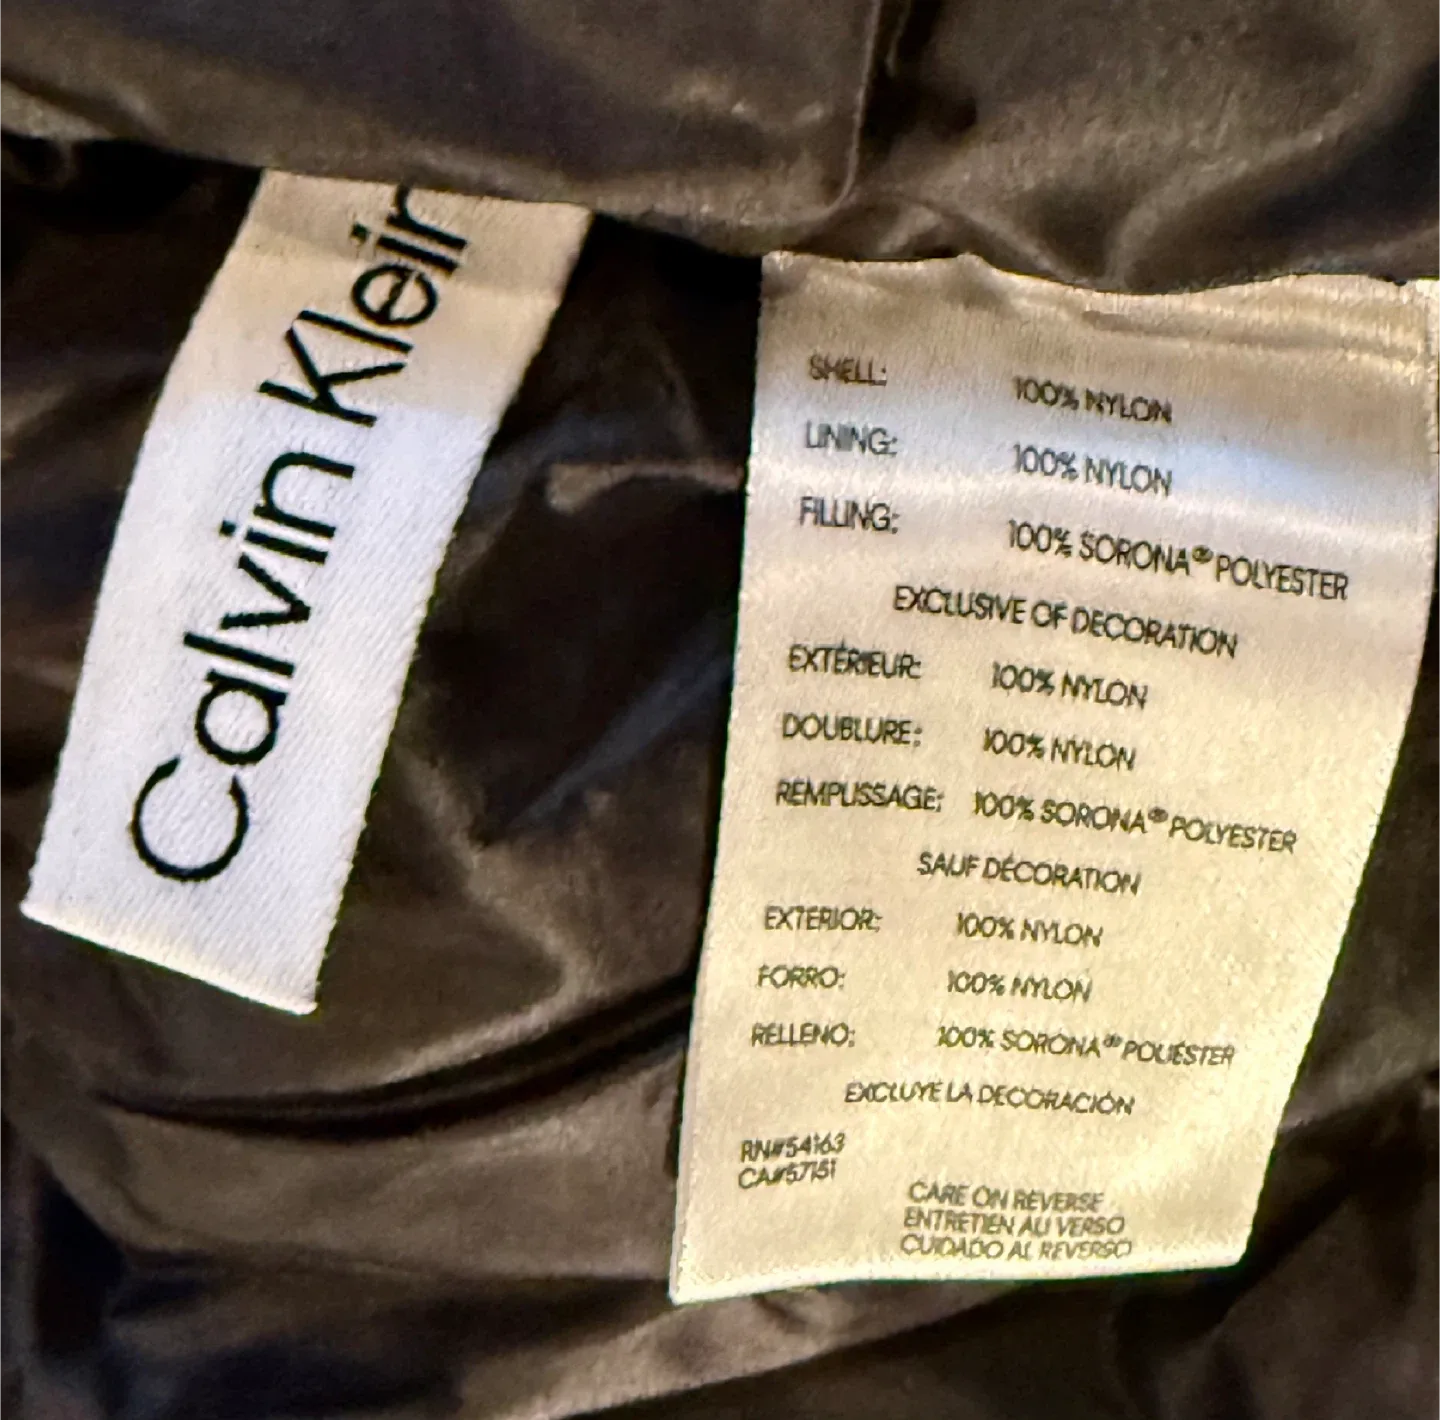 Calvin Klein
SHELL: 100% NYLON
LINING: 100% NYLON
FILLING: 100% SORONA® POLYESTER
EXCLUSIVE OF DECORATION
EXTÉRIEUR: 100% NYLON
DOUBLURE: 100% NYLON
REMPLISSAGE: 100% SORONA® POLYESTER
SAUF DÉCORATION
EXTERIOR: 100% NYLON
FORRO: 100% NYLON
RELLENO: 100% SORONA® POLIÉSTER
EXCLUYE LA DECORACIÓN
RN#54163
CA#57151
CARE ON REVERSE
ENTRETIEN AU VERSO
CUIDADO AL REVERSO